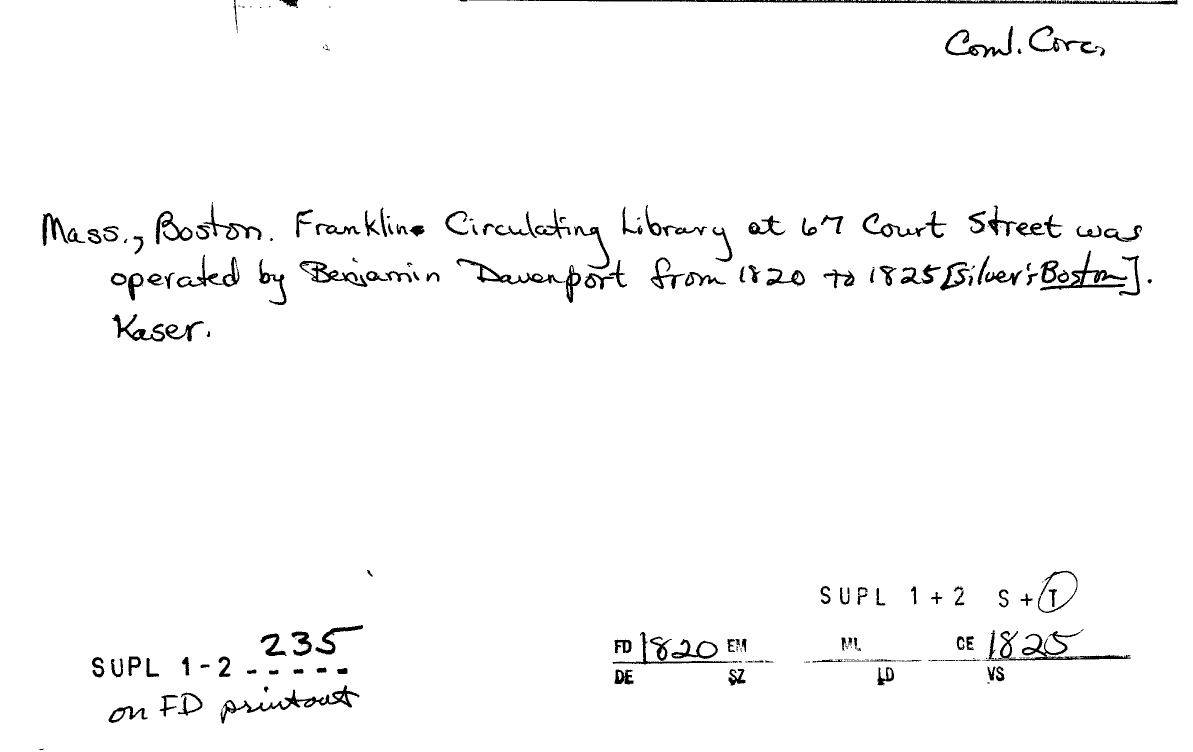 Coml. Circ.
Mass., Boston. Franklin Circulating Library at 67 Court Street was
operated by Benjamin Davenport from 1820 to 1825 [Silver's Boston].
Kaser.
SUPL 1+2 S+T
235
SUPL 1-2 -----
on FD printout
FD 1820 EM ML CE 1825
DE SZ LD VS